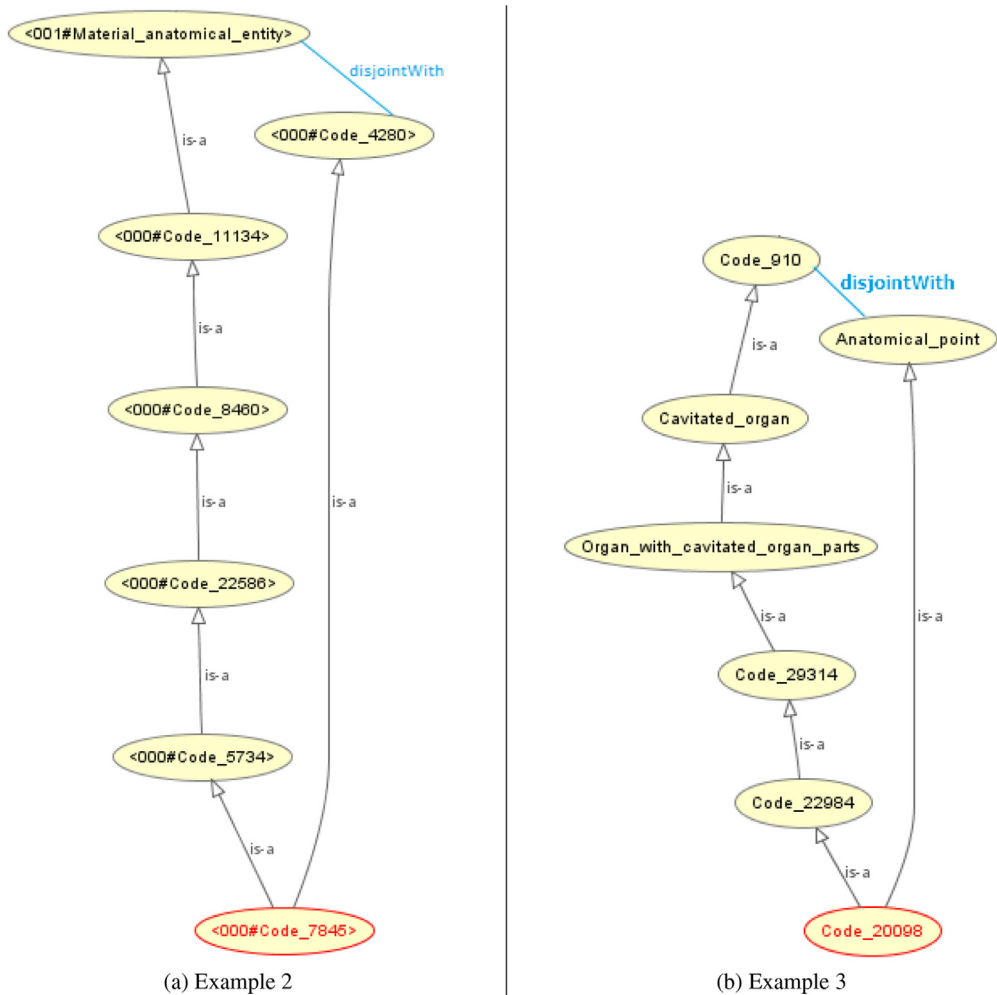 <001#Material_anatomical_entity>
disjointWith
<000#Code_4280>
is-a
<000#Code_11134>
is-a
<000#Code_8460>
is-a
is-a
<000#Code_22586>
is-a
<000#Code_5734>
is-a
<000#Code_7845>
(a) Example 2
Code_910
disjointWith
Anatomical_point
is-a
Cavitated_organ
is-a
Organ_with_cavitated_organ_parts
is-a
is-a
Code_29314
is-a
Code_22984
is-a
Code_20098
(b) Example 3